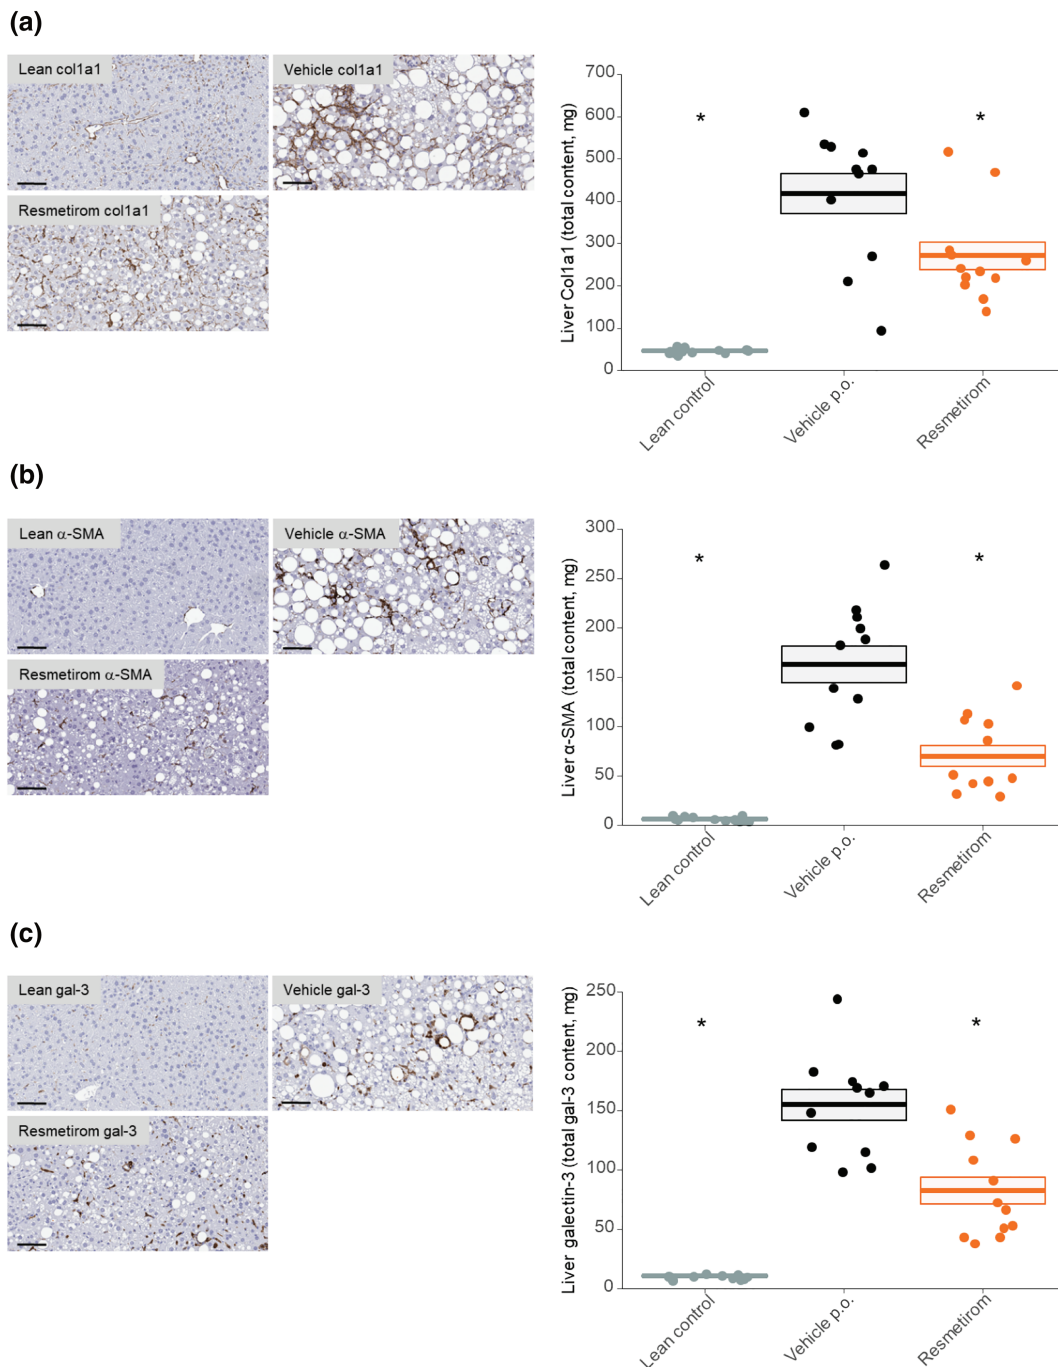 (a)
Lean col1a1
Vehicle col1a1
Resmetirom col1a1
Liver Col1a1 (total content, mg)
700
600
500
400
300
200
100
0
*
*
Lean control
Vehicle p.o.
Resmetirom
(b)
Lean α-SMA
Vehicle α-SMA
Resmetirom α-SMA
Liver α-SMA (total content, mg)
300
250
200
150
100
50
0
*
*
Lean control
Vehicle p.o.
Resmetirom
(c)
Lean gal-3
Vehicle gal-3
Resmetirom gal-3
Liver galectin-3 (total gal-3 content, mg)
250
200
150
100
50
0
*
*
Lean control
Vehicle p.o.
Resmetirom